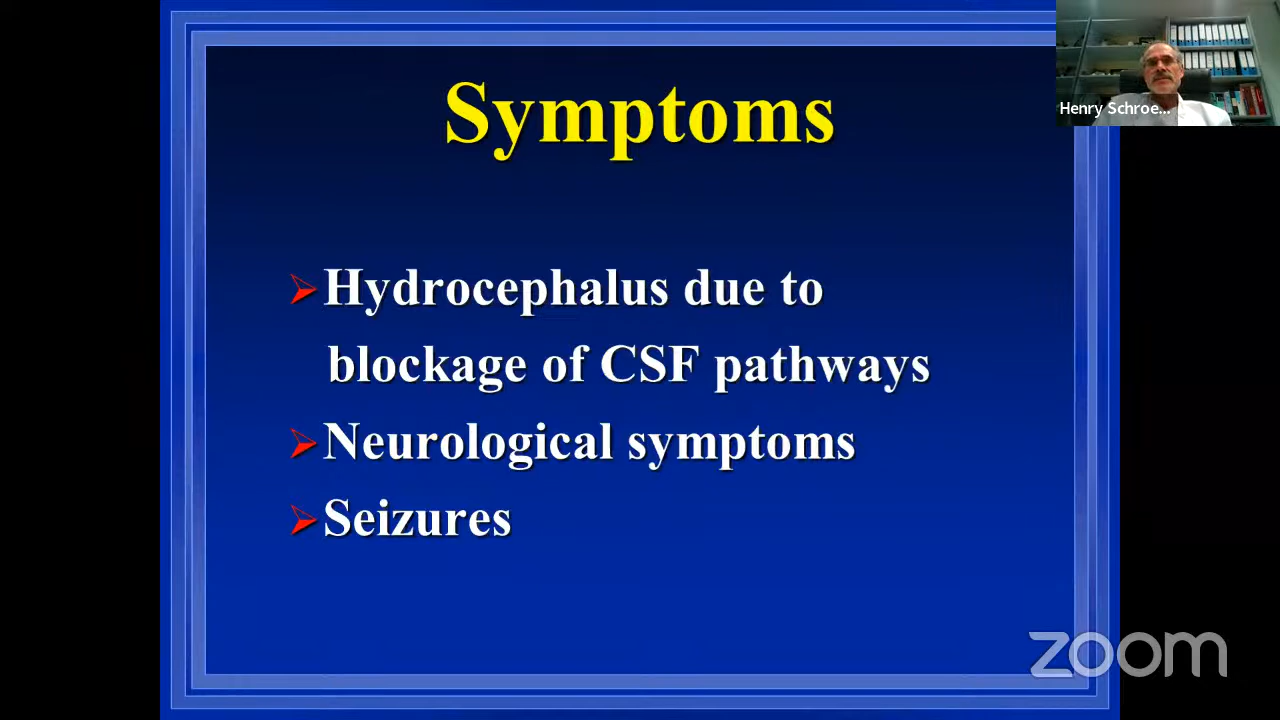 Symptoms
Henry Schroe...
Hydrocephalus due to
blockage of CSF pathways
Neurological symptoms
Seizures
zoom